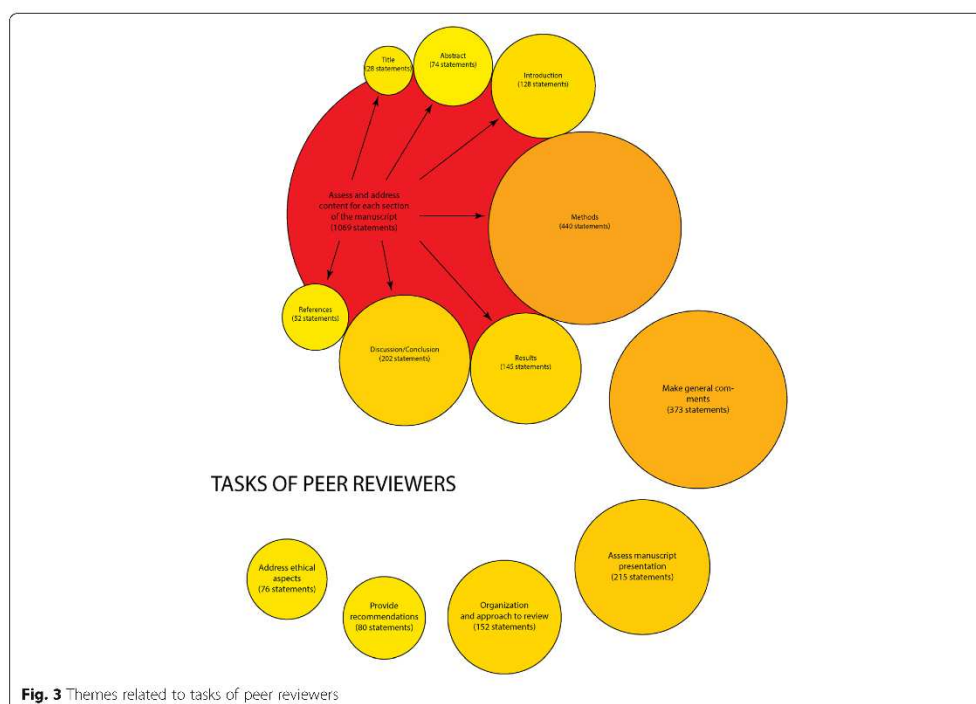 Title
(28 statements)
Abstract
(74 statements)
Introduction
(128 statements)
Assess and address
content for each section
of the manuscript
(1069 statements)
Methods
(440 statements)
References
(52 statements)
Discussion/Conclusion
(202 statements)
Results
(145 statements)
Make general com-
ments
(373 statements)
TASKS OF PEER REVIEWERS
Assess manuscript
presentation
(215 statements)
Address ethical
aspects
(76 statements)
Provide
recommendations
(80 statements)
Organization
and approach to review
(152 statements)
Fig. 3 Themes related to tasks of peer reviewers